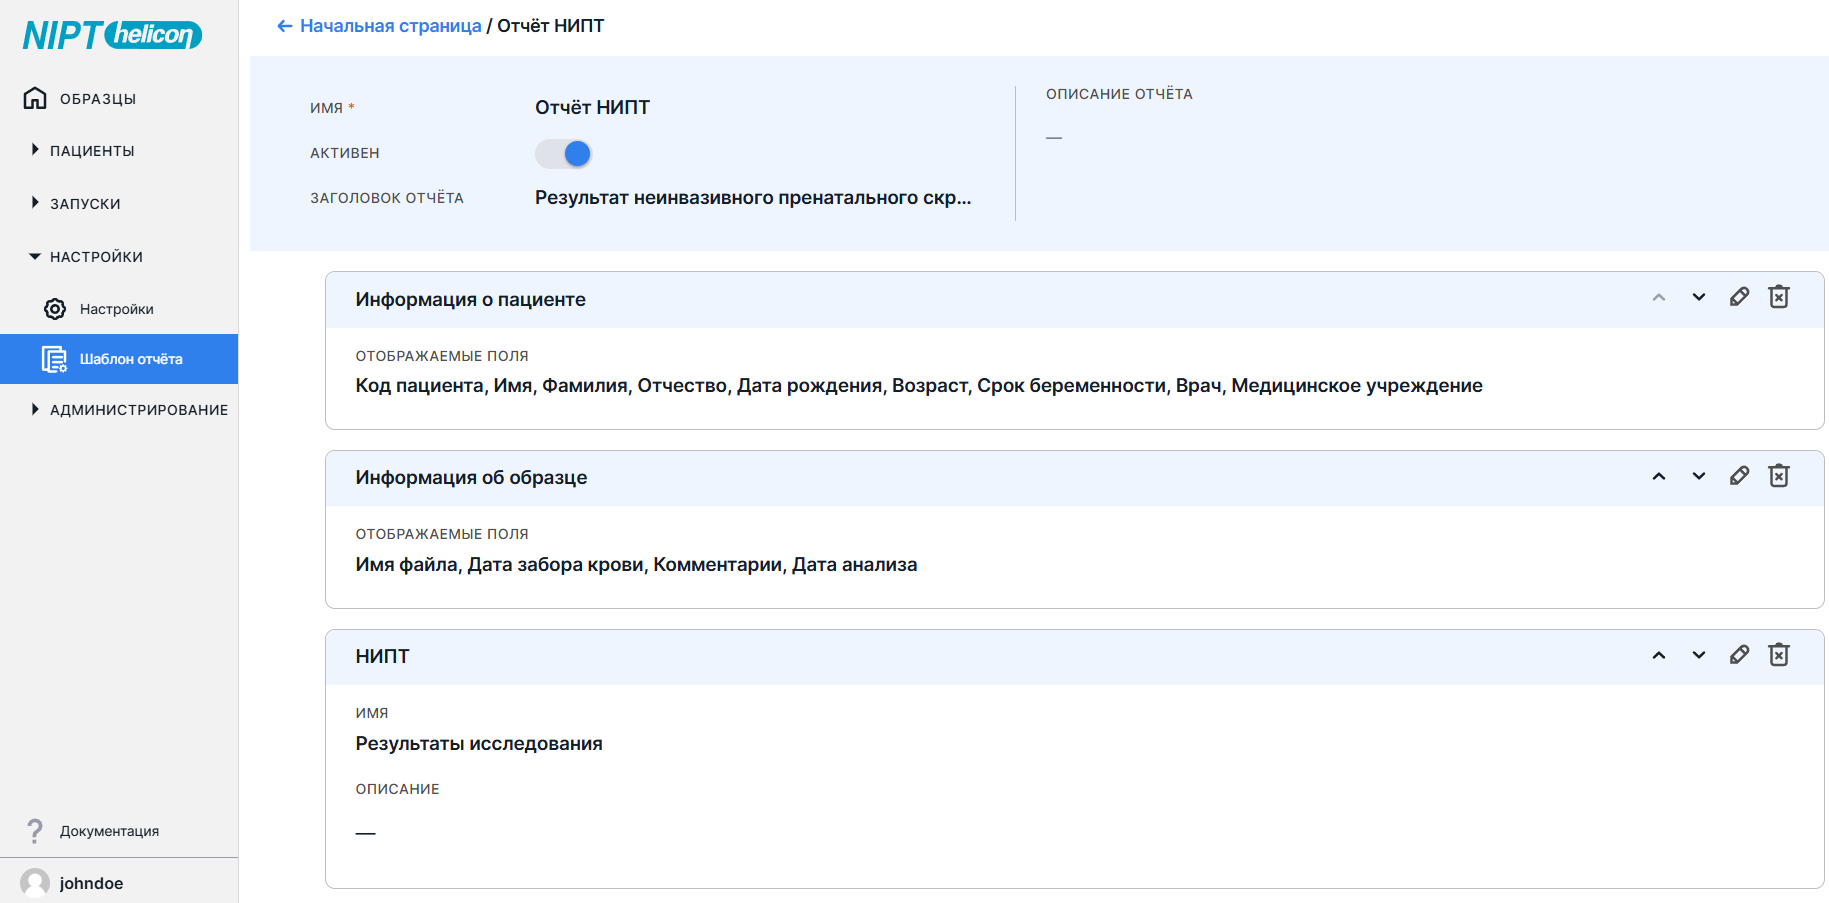 NIPT helicon
ОБРАЗЦЫ
ПАЦИЕНТЫ
ЗАПУСКИ
НАСТРОЙКИ
Настройки
Шаблон отчёта
АДМИНИСТРИРОВАНИЕ
Документация
johndoe
← Начальная страница / Отчёт НИПТ
ИМЯ * Отчёт НИПТ
АКТИВЕН
ЗАГОЛОВОК ОТЧЁТА Результат неинвазивного пренатального скр...
ОПИСАНИЕ ОТЧЁТА
—
Информация о пациенте
ОТОБРАЖАЕМЫЕ ПОЛЯ
Код пациента, Имя, Фамилия, Отчество, Дата рождения, Возраст, Срок беременности, Врач, Медицинское учреждение
Информация об образце
ОТОБРАЖАЕМЫЕ ПОЛЯ
Имя файла, Дата забора крови, Комментарии, Дата анализа
НИПТ
ИМЯ
Результаты исследования
ОПИСАНИЕ
—